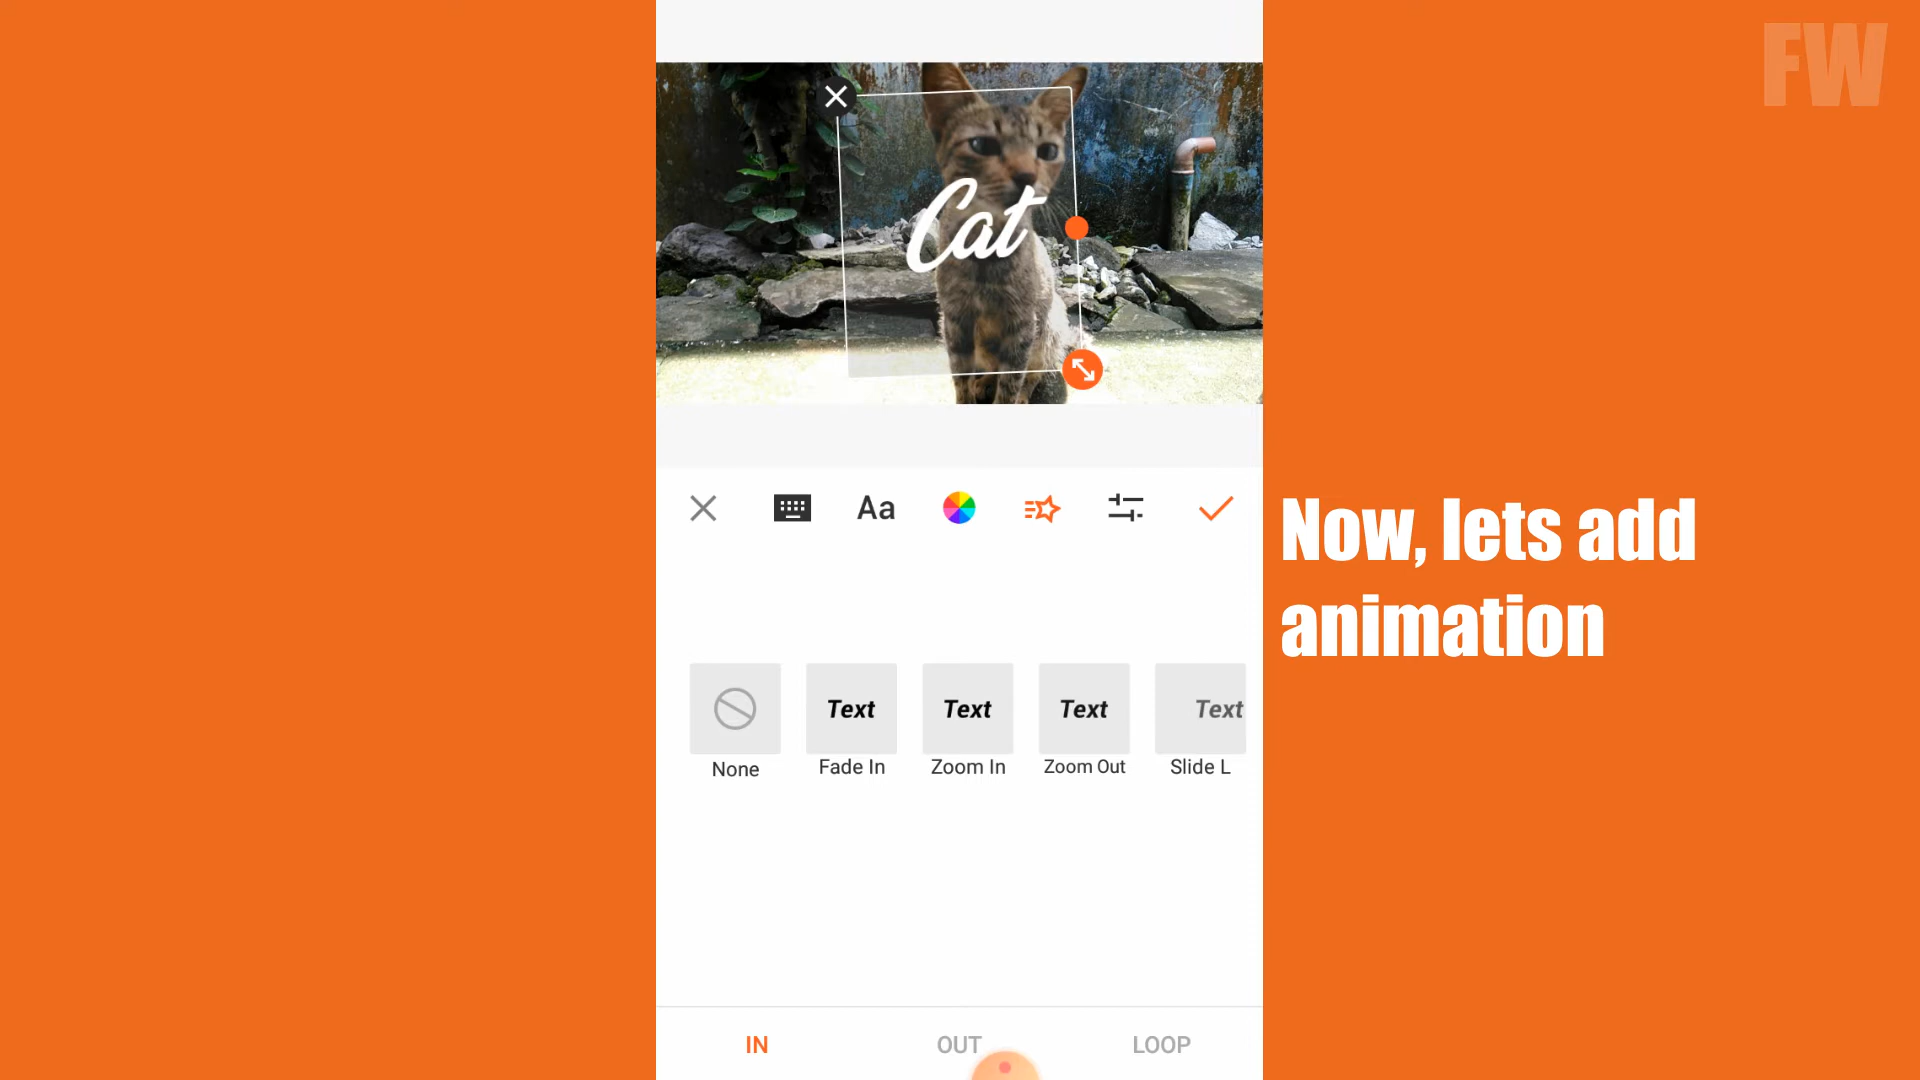 FW
Cat
Aa
Now, lets add
animation
Text
Text
Text
Text
None
Fade In
Zoom In
Zoom Out
Slide L
IN
OUT
LOOP